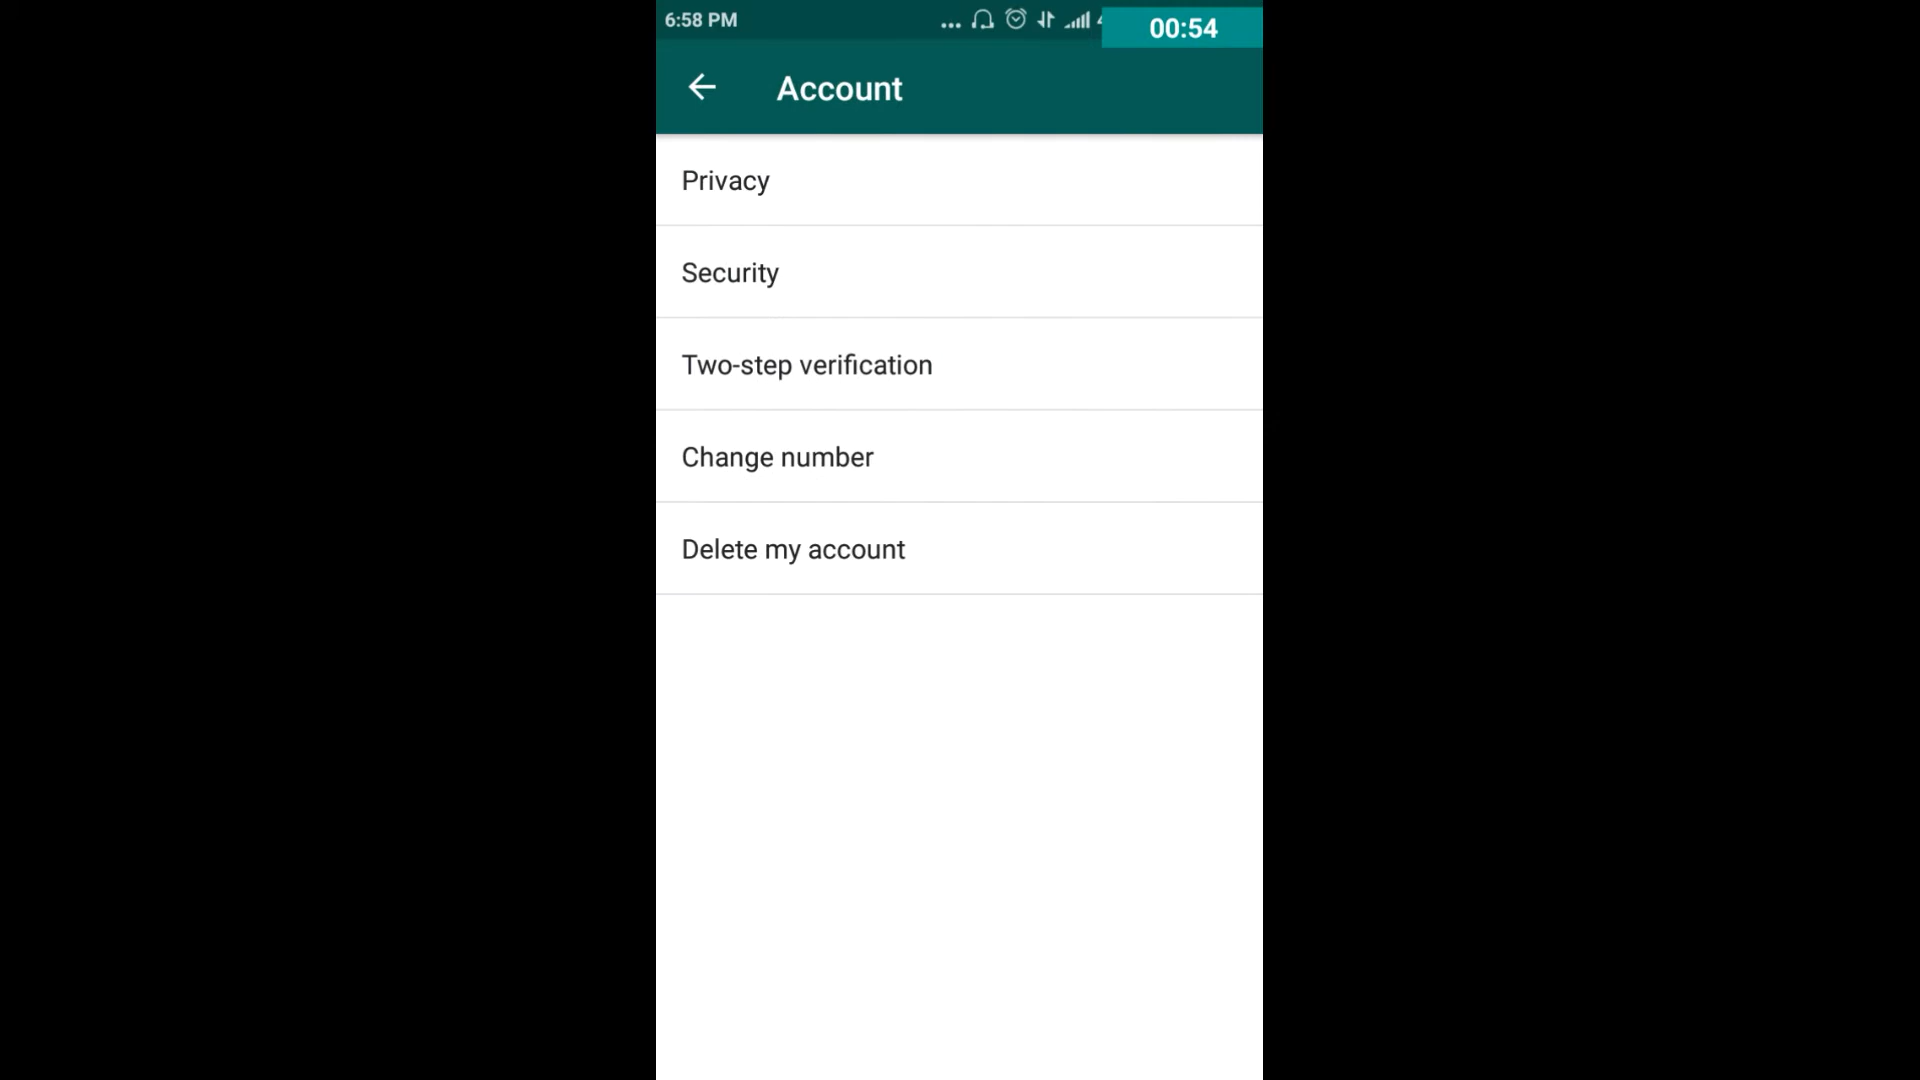 6:58 PM
00:54
Account
Privacy
Security
Two-step verification
Change number
Delete my account